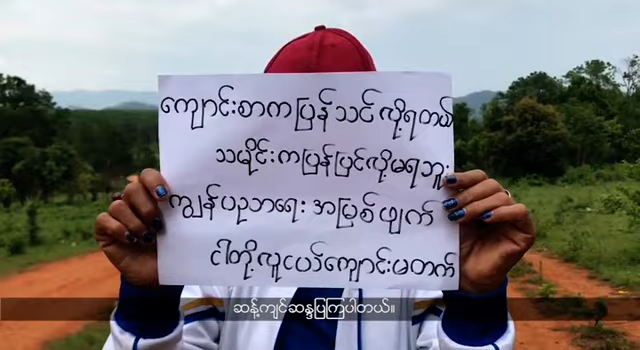 ကျောင်းစာကပြန်သင်လို့ရတယ်
သမိုင်းကပြန်ပြင်လို့မရဘူး
ကျွန်ပညာရေး အမြစ်ဖျက်
ငါတို့လူငယ်ကျောင်းမတက်
ဆန့်ကျင်ဆန္ဒပြကြပါတယ်။